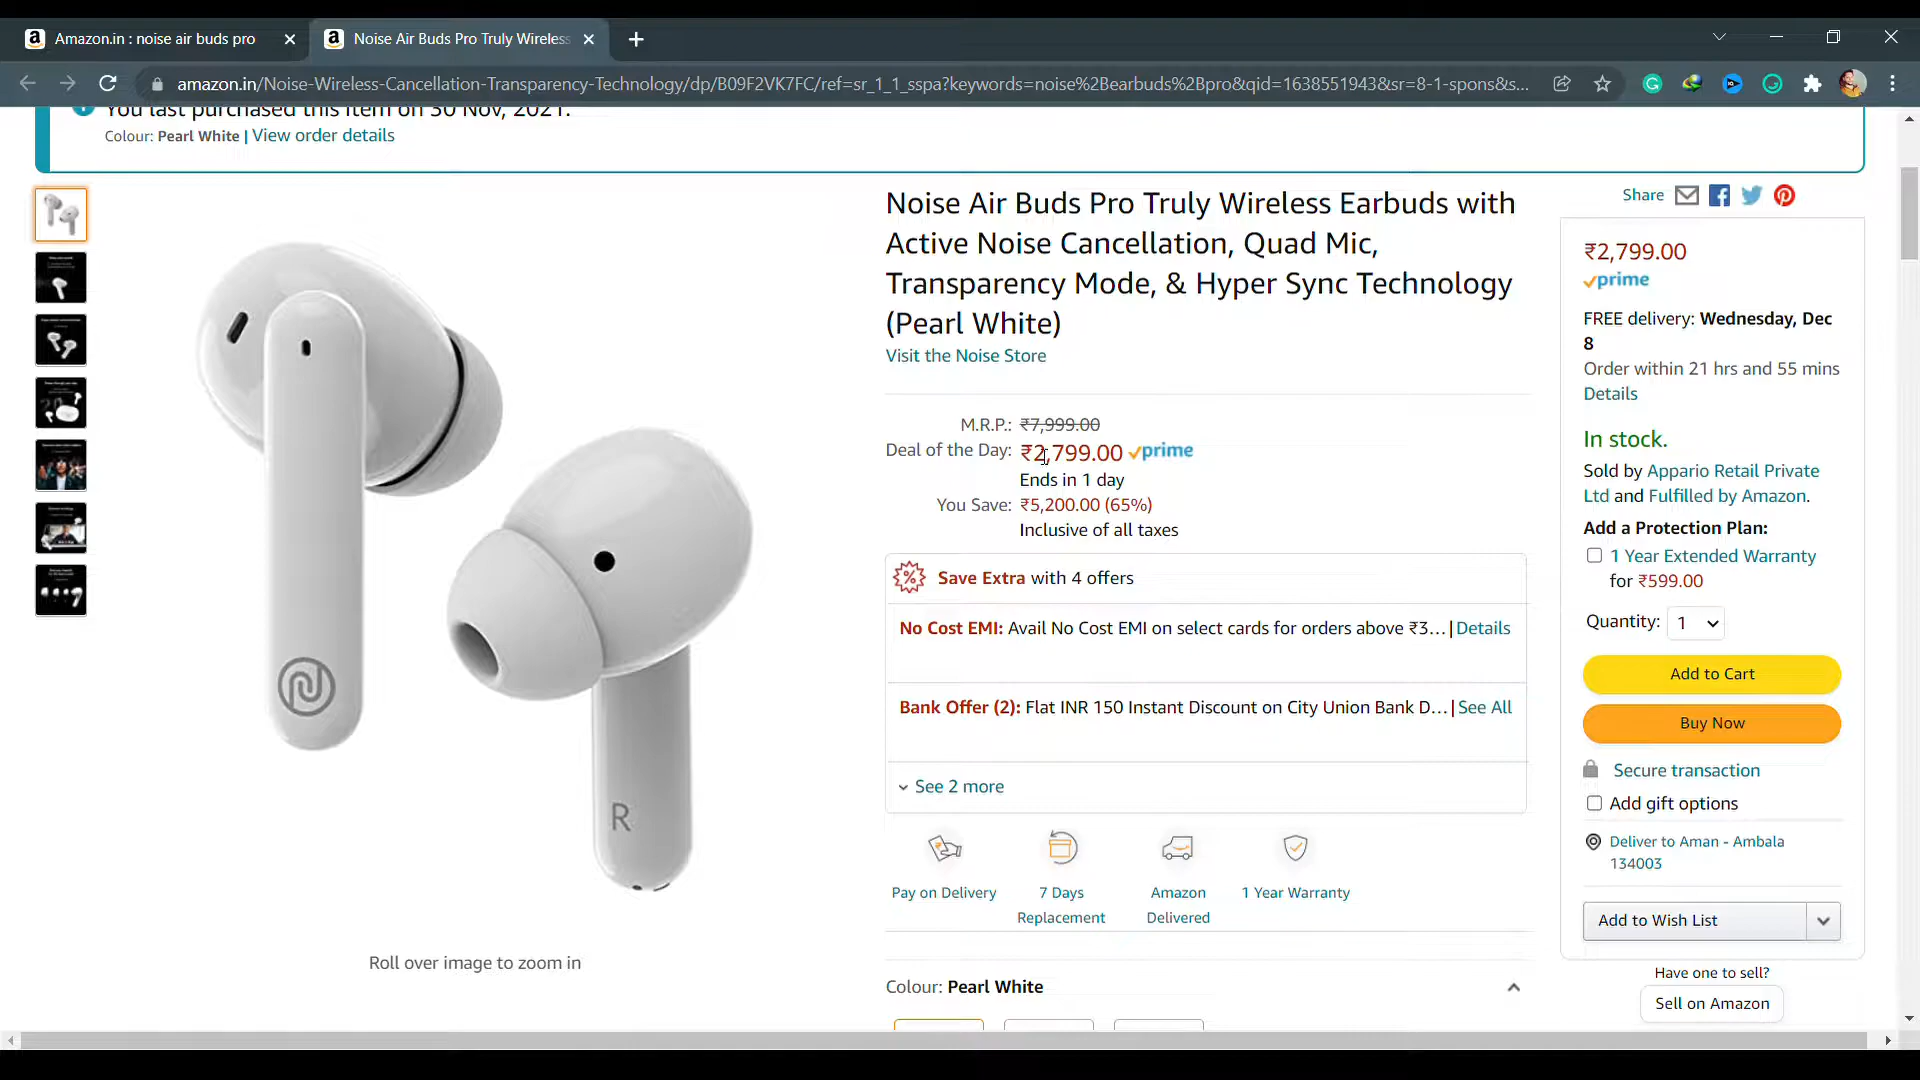 Amazon.in : noise air buds pro
Noise Air Buds Pro Truly Wireless
amazon.in/Noise-Wireless-Cancellation-Transparency-Technology/dp/B09F2VK7FC/ref=sr_1_1_sspa?keywords=noise%2Bearbuds%2Bpro&qid=1638551943&sr=8-1-spons&s...
You last purchased this item on 30 Nov, 2021.
Colour: Pearl White | View order details
Noise Air Buds Pro Truly Wireless Earbuds with
Active Noise Cancellation, Quad Mic,
Transparency Mode, & Hyper Sync Technology
(Pearl White)
Visit the Noise Store
M.R.P.: ₹7,999.00
Deal of the Day: ₹2,799.00 prime
Ends in 1 day
You Save: ₹5,200.00 (65%)
Inclusive of all taxes
Save Extra with 4 offers
No Cost EMI: Avail No Cost EMI on select cards for orders above ₹3... | Details
Bank Offer (2): Flat INR 150 Instant Discount on City Union Bank D... | See All
See 2 more
Pay on Delivery
7 Days
Replacement
Amazon
Delivered
1 Year Warranty
Colour: Pearl White
R
Roll over image to zoom in
Share
₹2,799.00
prime
FREE delivery: Wednesday, Dec
8
Order within 21 hrs and 55 mins
Details
In stock.
Sold by Appario Retail Private
Ltd and Fulfilled by Amazon.
Add a Protection Plan:
1 Year Extended Warranty
for ₹599.00
Quantity: 1
Add to Cart
Buy Now
Secure transaction
Add gift options
Deliver to Aman - Ambala
134003
Add to Wish List
Have one to sell?
Sell on Amazon